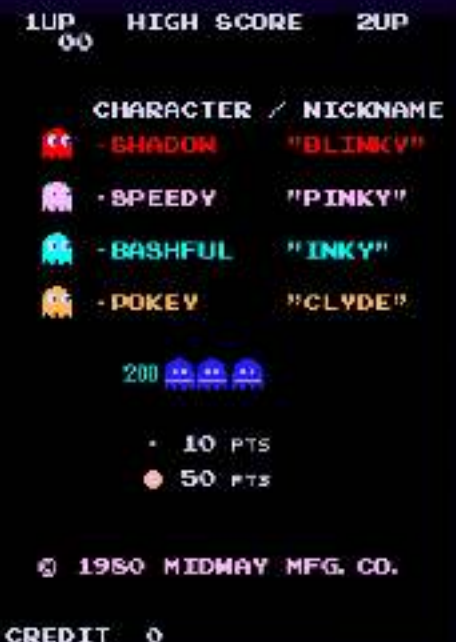 1UP HIGH SCORE 2UP
00
CHARACTER / NICKNAME
-SHADOW "BLINKY"
-SPEEDY "PINKY"
-BASHFUL "INKY"
-POKEY "CLYDE"
200
10 PTS
50 PTS
© 1980 MIDWAY MFG. CO.
CREDIT 0